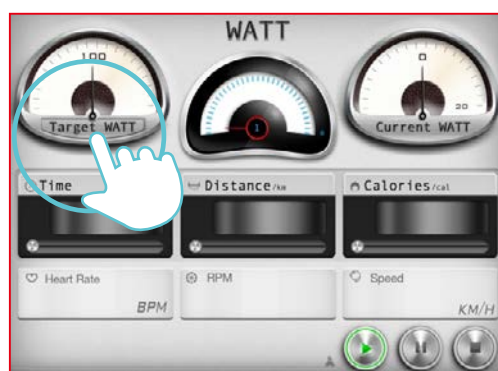 WATT
100
Target WATT
1
0
20
Current WATT
Time
Distance/km
Calories/cal
Heart Rate
BPM
RPM
Speed
KM/H